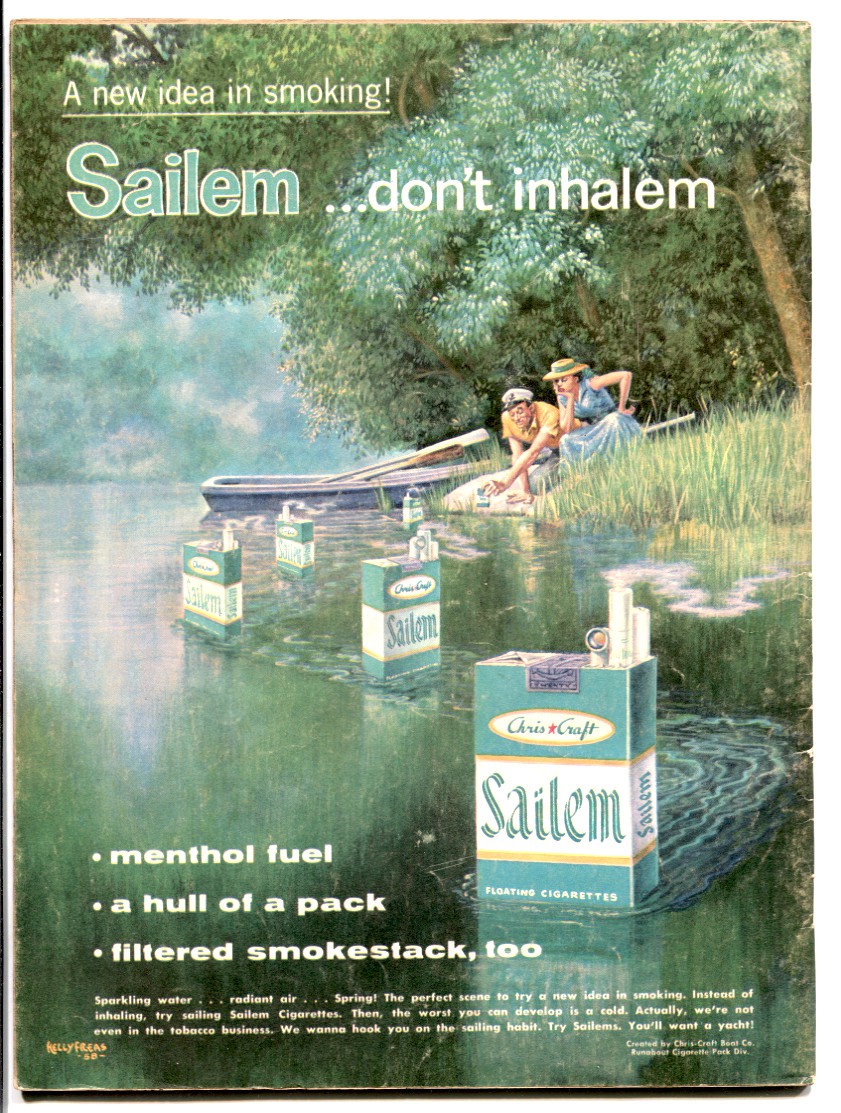 A new idea in smoking!
Sailem ...don't inhalem
Sailem
Sailem
Sailem
Chris Craft
Sailem
Chris★Craft
Sailem
Sailem
FLOATING CIGARETTES
• menthol fuel
• a hull of a pack
• filtered smokestack, too
Sparkling water . . . radiant air . . . Spring! The perfect scene to try a new idea in smoking. Instead of
inhaling, try sailing Sailem Cigarettes. Then, the worst you can develop is a cold. Actually, we're not
even in the tobacco business. We wanna hook you on the sailing habit. Try Sailems. You'll want a yacht!
Created by Chris-Craft Boat Co.
Runabout Cigarette Pack Div.
KELLY FREAS
-58-